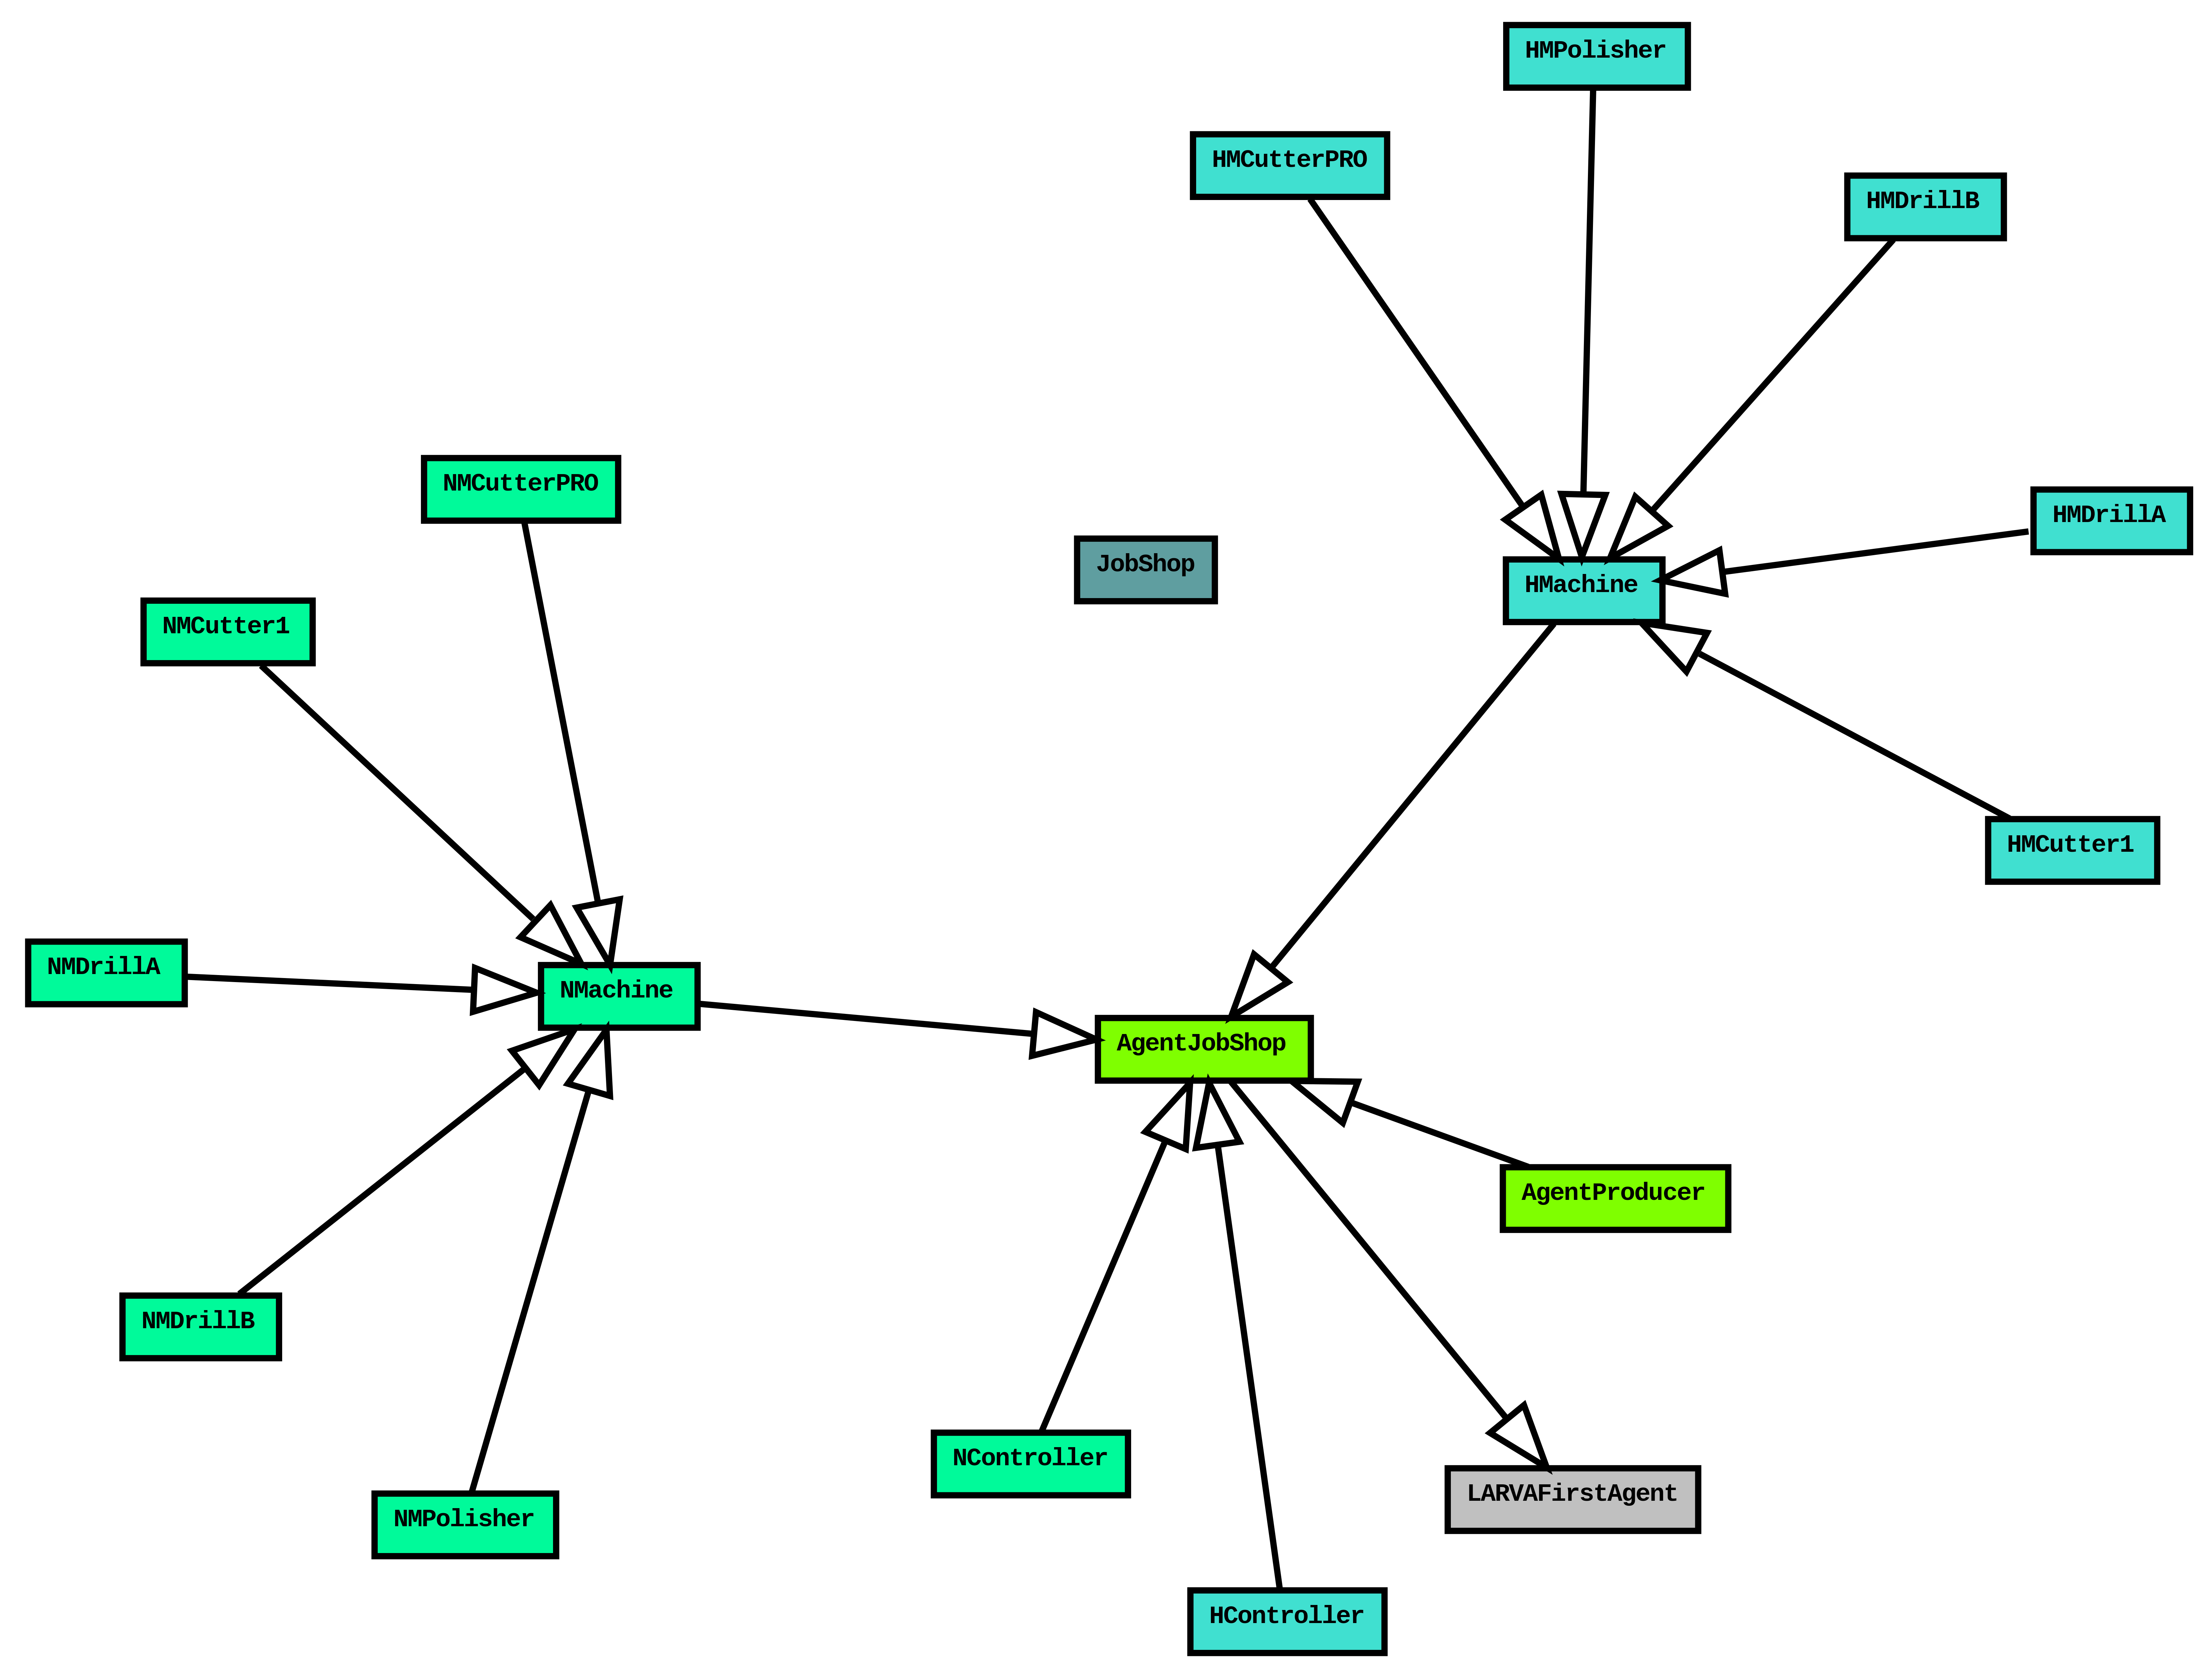 HMPolisher
HMCutterPRO
HMDrillB
NMCutterPRO
HMDrillA
JobShop
HMachine
NMCutter1
HMCutter1
NMDrillA
NMachine
AgentJobShop
AgentProducer
NMDrillB
NController
LARVAFirstAgent
NMPolisher
HController